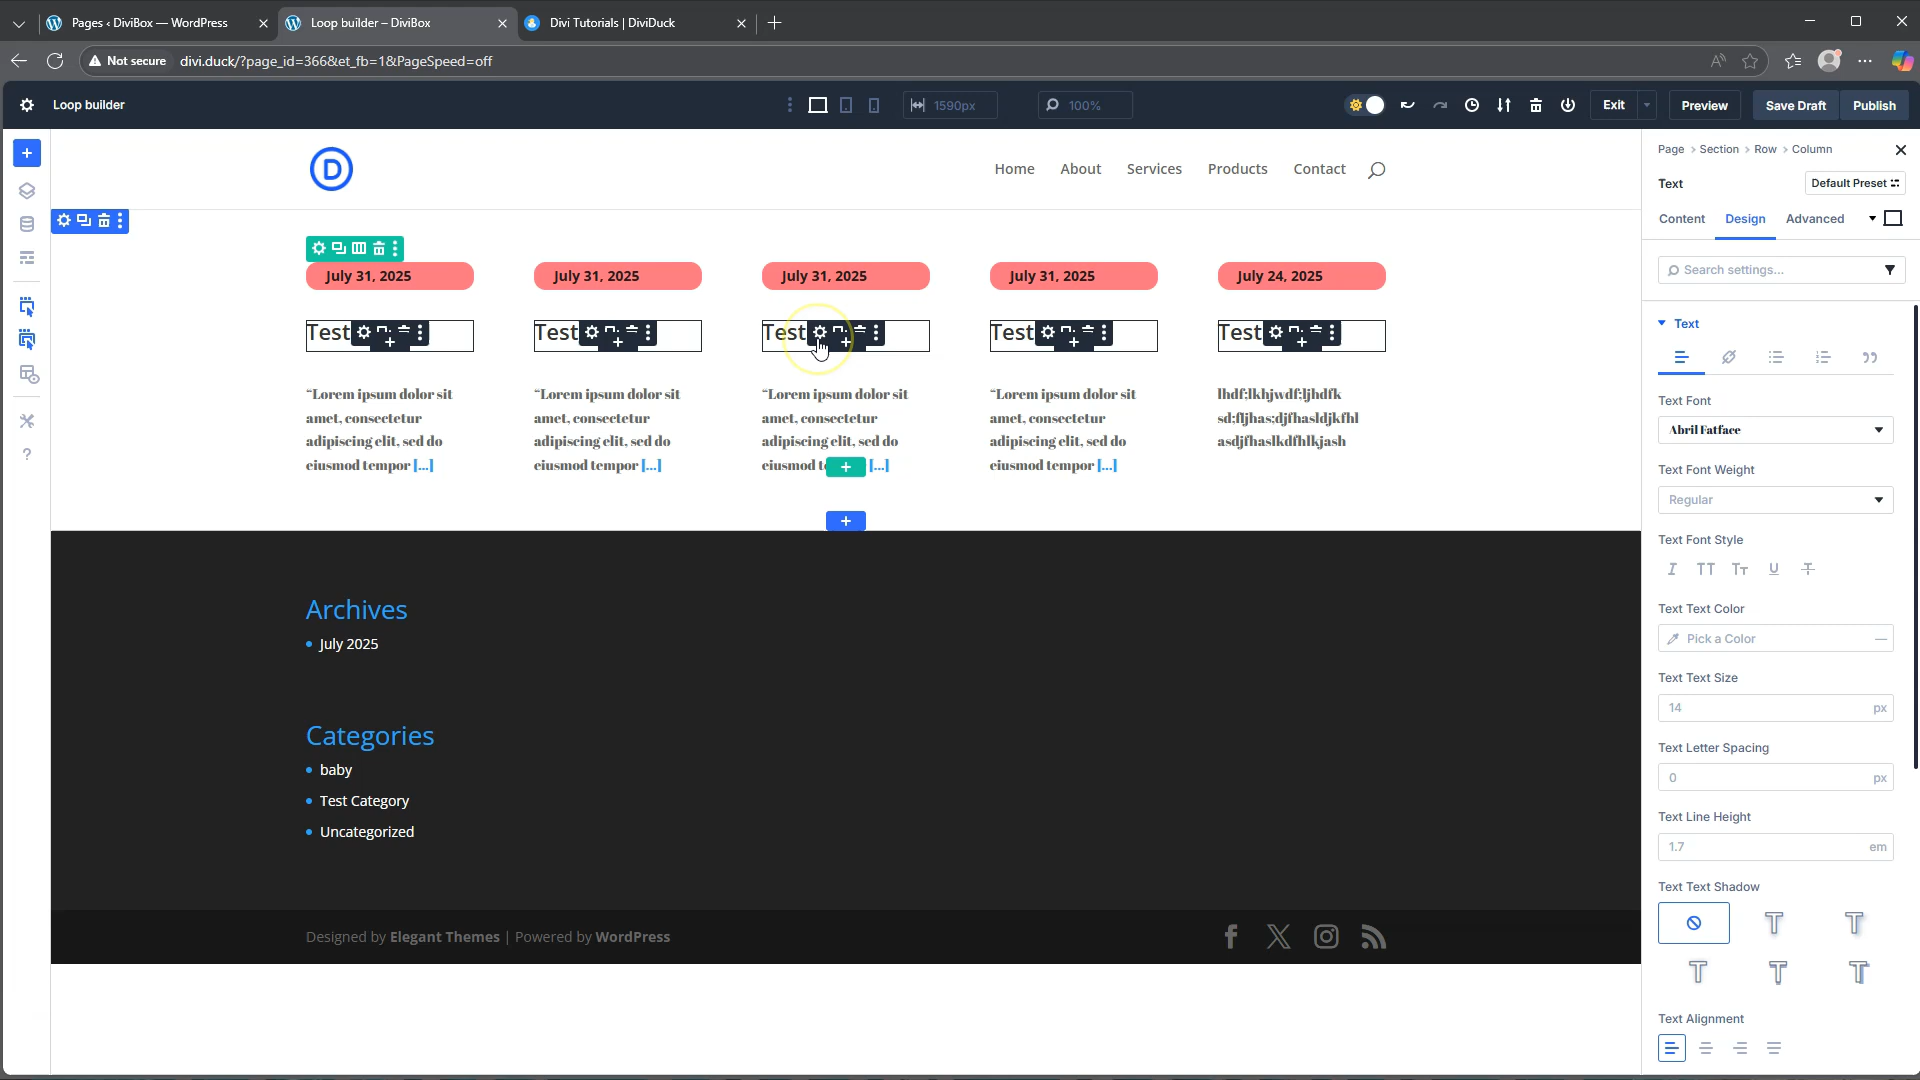 Pages ‹ DiviBox — WordPress
Loop builder – DiviBox
Divi Tutorials | DiviDuck
Not secure
divi.duck/?page_id=366&et_fb=1&PageSpeed=off
Loop builder
1590px
100%
Exit
Preview
Save Draft
Publish
D
Home
About
Services
Products
Contact
July 31, 2025
July 31, 2025
July 31, 2025
July 31, 2025
July 24, 2025
Test
Test
Test
Test
Test
“Lorem ipsum dolor sit
amet, consectetur
adipiscing elit, sed do
eiusmod tempor [...]
“Lorem ipsum dolor sit
amet, consectetur
adipiscing elit, sed do
eiusmod tempor [...]
“Lorem ipsum dolor sit
amet, consectetur
adipiscing elit, sed do
eiusmod [...]
“Lorem ipsum dolor sit
amet, consectetur
adipiscing elit, sed do
eiusmod tempor [...]
lhdf;lkhjwdf;ljhdfk
sd;fljhas;djfhasldjkfhl
asdjfhaslkdfhlkjash
Archives
July 2025
Categories
baby
Test Category
Uncategorized
Designed by Elegant Themes | Powered by WordPress
Page › Section › Row › Column
Text
Default Preset
Content
Design
Advanced
Search settings...
Text
Text Font
Abril Fatface
Text Font Weight
Regular
Text Font Style
Text Text Color
Pick a Color
Text Text Size
14 px
Text Letter Spacing
0 px
Text Line Height
1.7 em
Text Text Shadow
Text Alignment